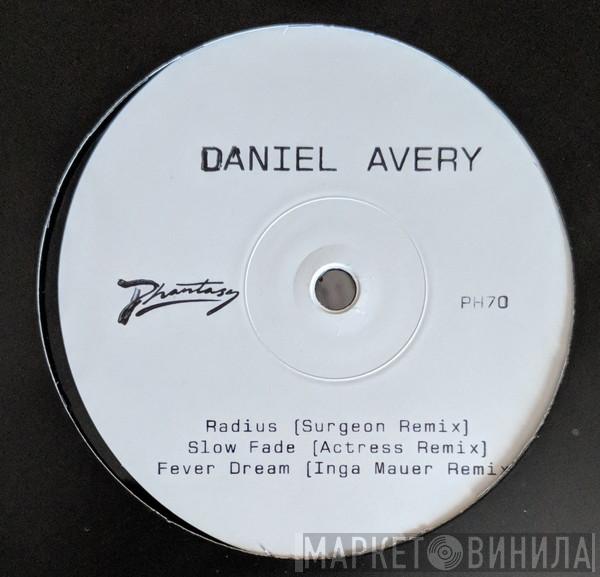 DANIEL AVERY
Phantasy
PH70
Radius [Surgeon Remix]
Slow Fade [Actress Remix]
Fever Dream [Inga Mauer Remix
МАРКЕТ ВИНИЛА